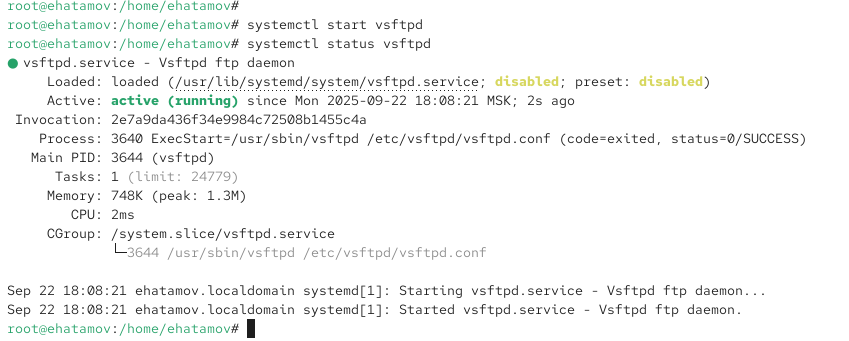 root@ehatamov:/home/ehatamov#
root@ehatamov:/home/ehatamov# systemctl start vsftpd
root@ehatamov:/home/ehatamov# systemctl status vsftpd
● vsftpd.service - Vsftpd ftp daemon
     Loaded: loaded (/usr/lib/systemd/system/vsftpd.service; disabled; preset: disabled)
     Active: active (running) since Mon 2025-09-22 18:08:21 MSK; 2s ago
 Invocation: 2e7a9da436f34e9984c72508b1455c4a
    Process: 3640 ExecStart=/usr/sbin/vsftpd /etc/vsftpd/vsftpd.conf (code=exited, status=0/SUCCESS)
   Main PID: 3644 (vsftpd)
      Tasks: 1 (limit: 24779)
     Memory: 748K (peak: 1.3M)
        CPU: 2ms
     CGroup: /system.slice/vsftpd.service
             └─3644 /usr/sbin/vsftpd /etc/vsftpd/vsftpd.conf

Sep 22 18:08:21 ehatamov.localdomain systemd[1]: Starting vsftpd.service - Vsftpd ftp daemon...
Sep 22 18:08:21 ehatamov.localdomain systemd[1]: Started vsftpd.service - Vsftpd ftp daemon.
root@ehatamov:/home/ehatamov#